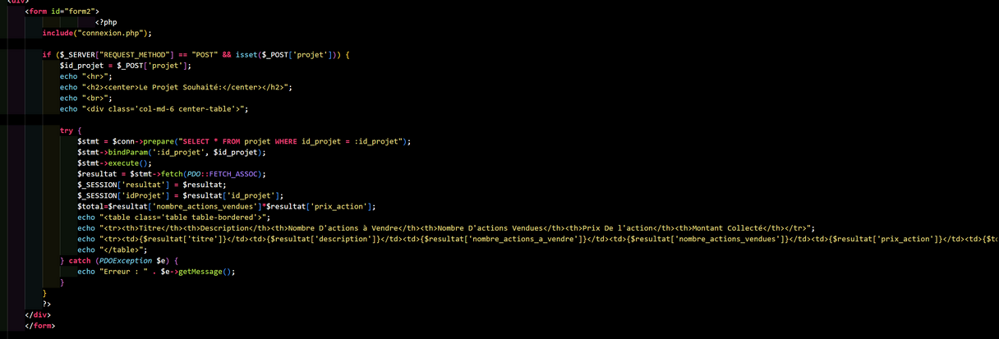 <div>
<form id="form2">
<?php
include("connexion.php");
if ($_SERVER["REQUEST_METHOD"] == "POST" && isset($_POST['projet'])) {
$id_projet = $_POST['projet'];
echo "<hr>";
echo "<h2><center>Le Projet Souhaité:</center></h2>";
echo "<br>";
echo "<div class='col-md-6 center-table'>";
try {
$stmt = $conn->prepare("SELECT * FROM projet WHERE id_projet = :id_projet");
$stmt->bindParam(':id_projet', $id_projet);
$stmt->execute();
$resultat = $stmt->fetch(PDO::FETCH_ASSOC);
$_SESSION['resultat'] = $resultat;
$_SESSION['idProjet'] = $resultat['id_projet'];
$total=$resultat['nombre_actions_vendues']*$resultat['prix_action'];
echo "<table class='table table-bordered'>";
echo "<tr><th>Titre</th><th>Description</th><th>Nombre D'actions à Vendre</th><th>Nombre D'actions Vendues</th><th>Prix De l'action</th><th>Montant Collecté</th></tr>";
echo "<tr><td>{$resultat['titre']}</td><td>{$resultat['description']}</td><td>{$resultat['nombre_actions_a_vendre']}</td><td>{$resultat['nombre_actions_vendues']}</td><td>{$resultat['prix_action']}</td><td>{$to
echo "</table>";
} catch (PDOException $e) {
echo "Erreur : " . $e->getMessage();
}
}
?>
</div>
</form>